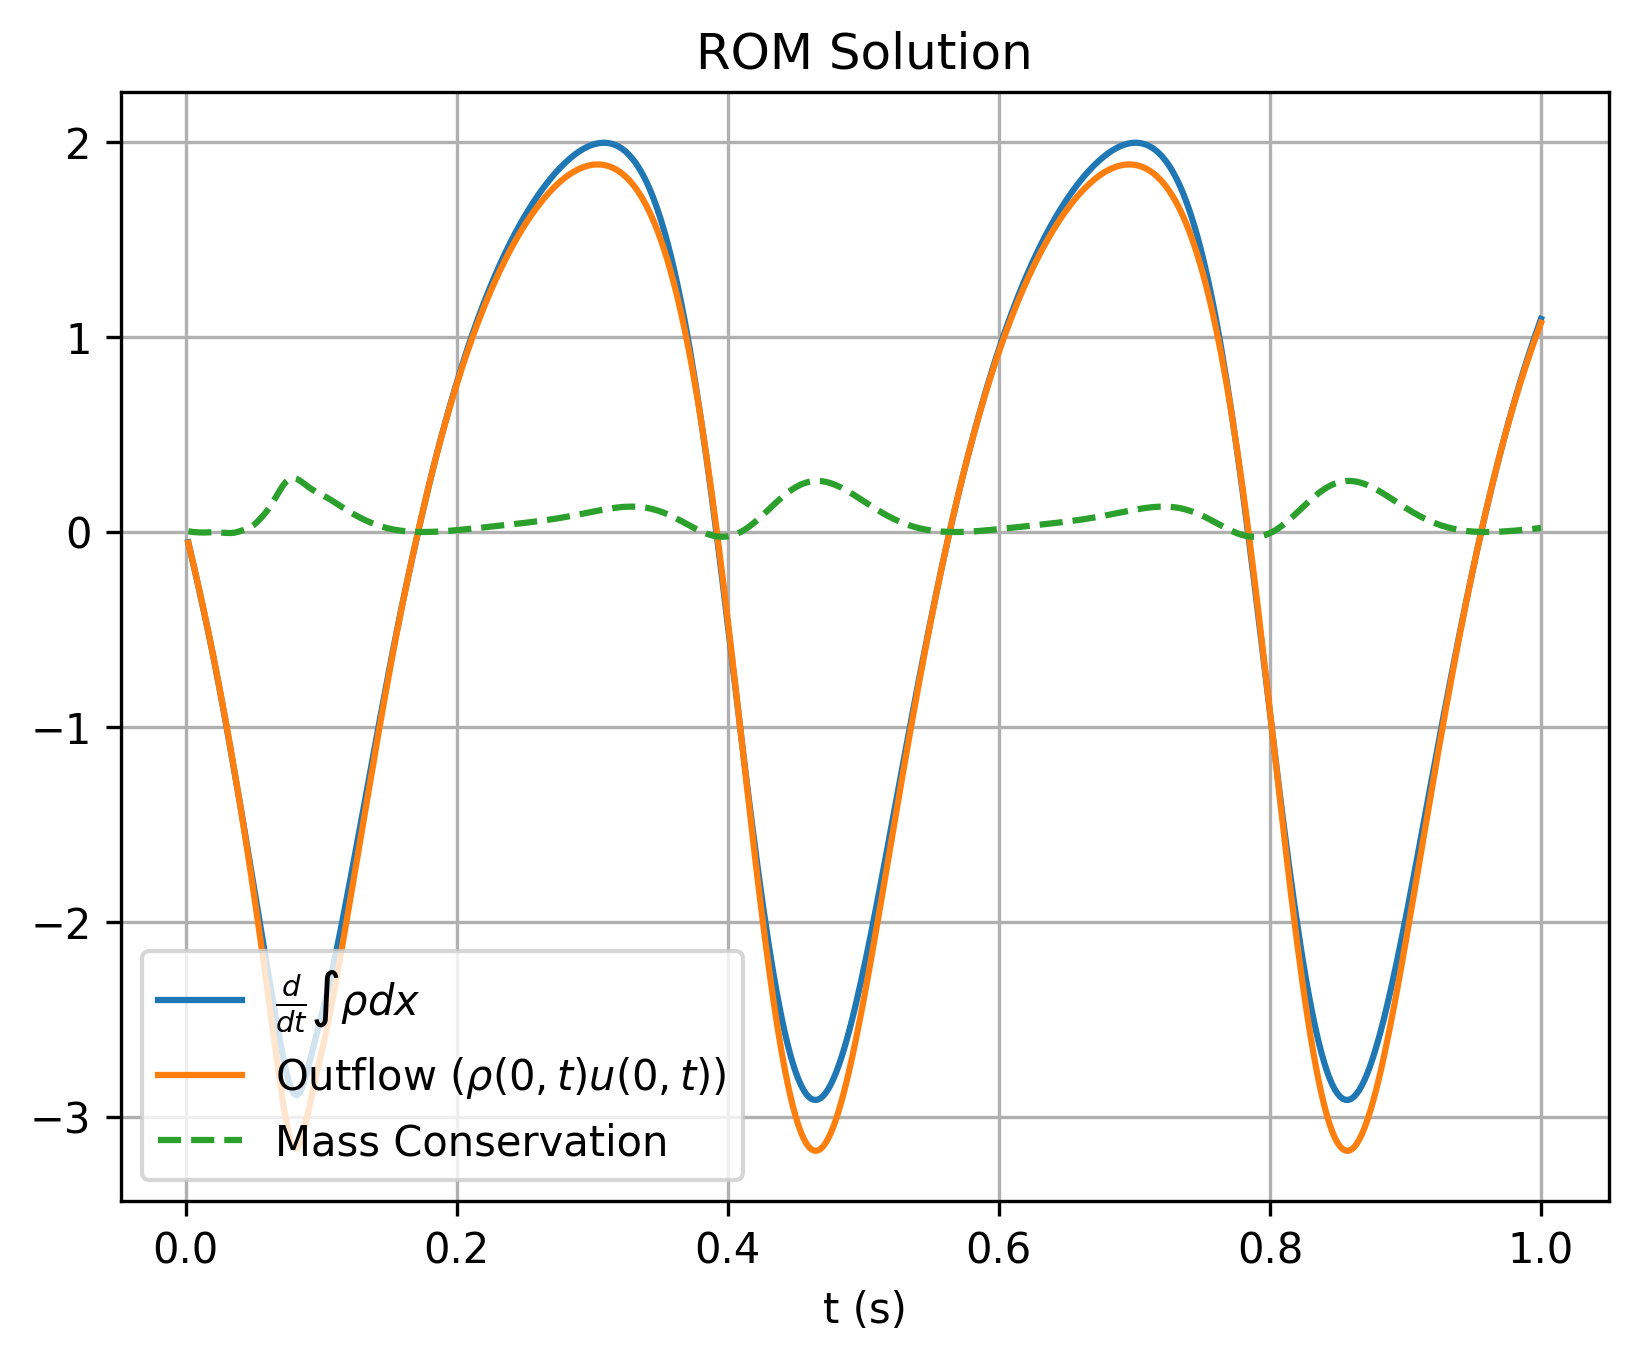 ROM Solution
2
1
0
−1
−2
−3
d/dt ∫ρdx
Outflow (ρ(0, t)u(0, t))
Mass Conservation
0.0 0.2 0.4 0.6 0.8 1.0
t (s)